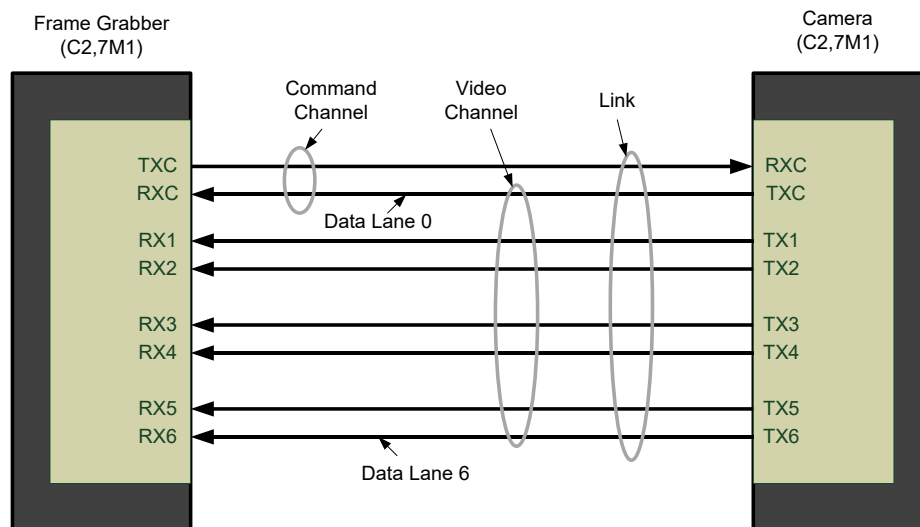 Frame Grabber
(C2,7M1)
Camera
(C2,7M1)
Command
Channel
Video
Channel
Link
TXC
RXC
RXC
TXC
Data Lane 0
RX1
TX1
RX2
TX2
RX3
TX3
RX4
TX4
RX5
TX5
RX6
TX6
Data Lane 6